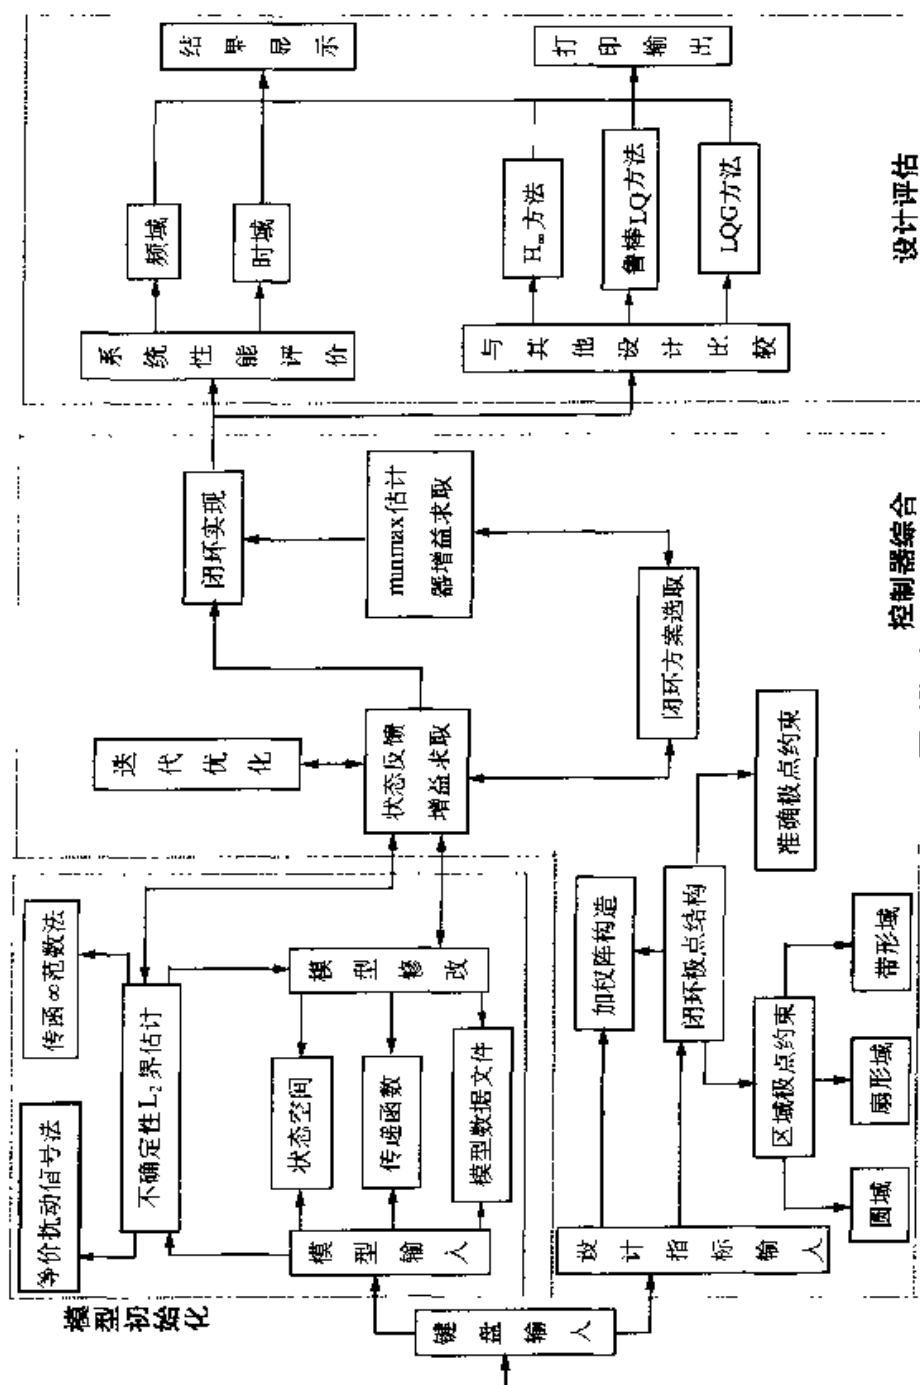 键盘输入
模型初始化
模型输入
等价扰动信号法
不确定性L₂界估计
传函∞范数法
状态空间
传递函数
模型数据文件
模型修改
设计指标输入
加权阵构造
闭环极点结构
区域极点约束
圆域
扇形域
带形域
准确极点约束
迭代优化
状态反馈
增益求取
闭环方案选取
minmax估计
器增益求取
闭环实现
控制器综合
系统性能评价
频域
时域
结果显示
与其他设计比较
H∞方法
鲁棒LQ方法
LQG方法
打印输出
设计评估